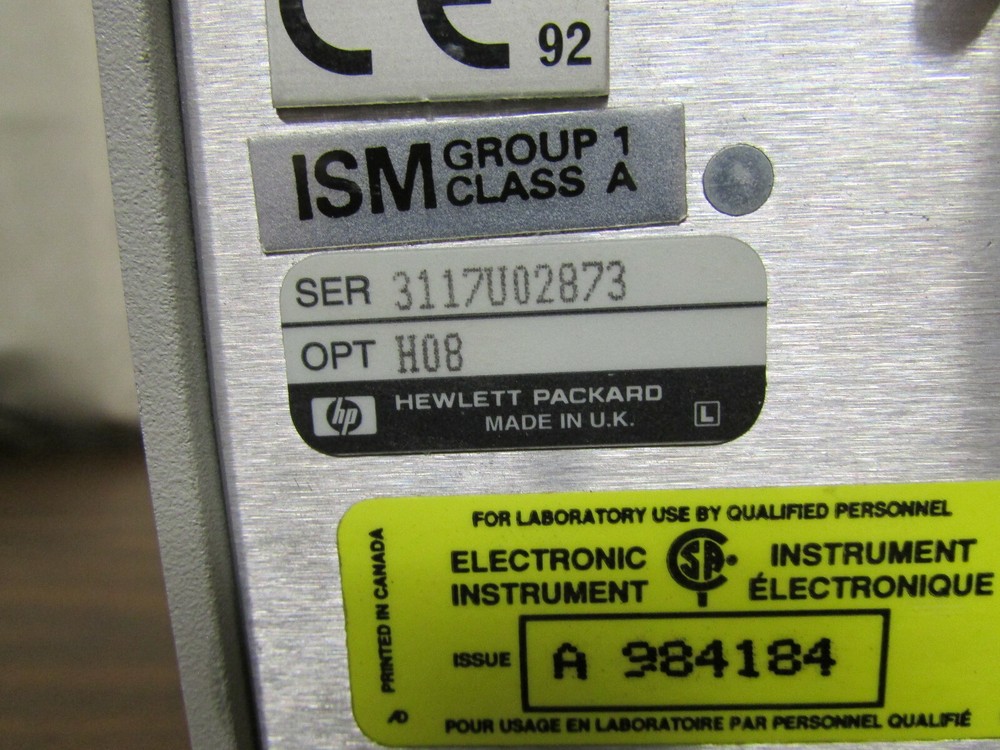 CE 92
ISM GROUP 1
CLASS A
SER 3117U02873
OPT H08
hp HEWLETT PACKARD
MADE IN U.K. L
FOR LABORATORY USE BY QUALIFIED PERSONNEL
ELECTRONIC INSTRUMENT
SA
INSTRUMENT ÉLECTRONIQUE
PRINTED IN CANADA
ISSUE A 984184
POUR USAGE EN LABORATOIRE PAR PERSONNEL QUALIFIÉ